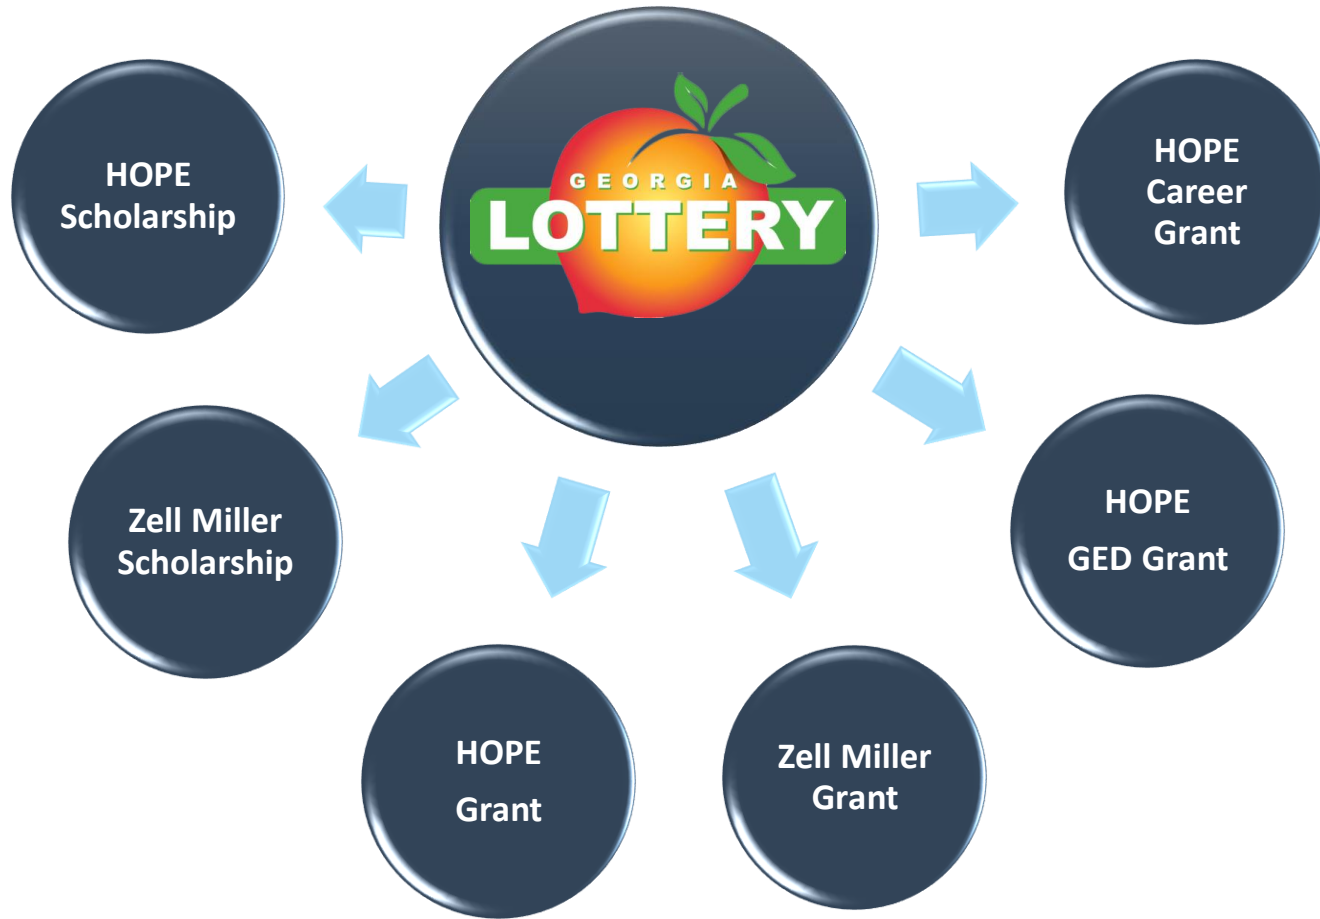 GEORGIA
LOTTERY
HOPE
Scholarship
Zell Miller
Scholarship
HOPE
Grant
Zell Miller
Grant
HOPE
GED Grant
HOPE
Career
Grant